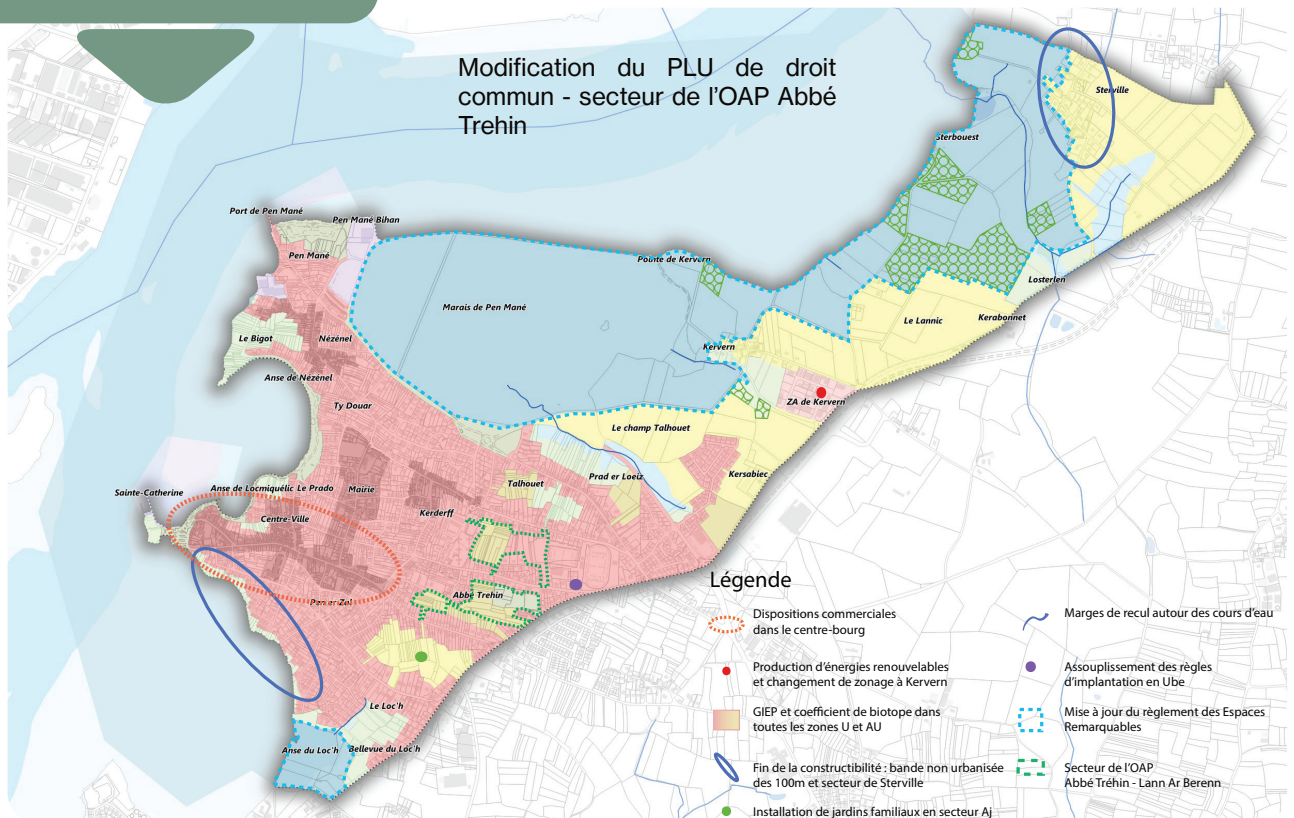 Modification du PLU de droit
commun - secteur de l'OAP Abbé
Trehin
Sterville
Sterbouest
Port de Pen Mané
Pen Mané Bihan
Pen Mané
Pointe de Kervern
Losterlen
Marais de Pen Mané
Le Lannic
Kerabonnet
Le Bigot
Nézénel
Kervern
Anse de Nézénel
ZA de Kervern
Ty Douar
Le champ Talhouet
Prad er Loeiz
Kersabiec
Sainte-Catherine
Anse de Locmiquélic
Le Prado
Mairie
Talhouet
Kerderff
Centre-Ville
Abbé Trehin
Le Loc'h
Anse du Loc'h
Bellevue du Loc'h
Légende
Dispositions commerciales
dans le centre-bourg
Production d'énergies renouvelables
et changement de zonage à Kervern
GIEP et coefficient de biotope dans
toutes les zones U et AU
Fin de la constructibilité : bande non urbanisée
des 100m et secteur de Sterville
Installation de jardins familiaux en secteur Aj
Marges de recul autour des cours d'eau
Assouplissement des règles
d'implantation en Ube
Mise à jour du règlement des Espaces
Remarquables
Secteur de l'OAP
Abbé Tréhin - Lann Ar Berenn